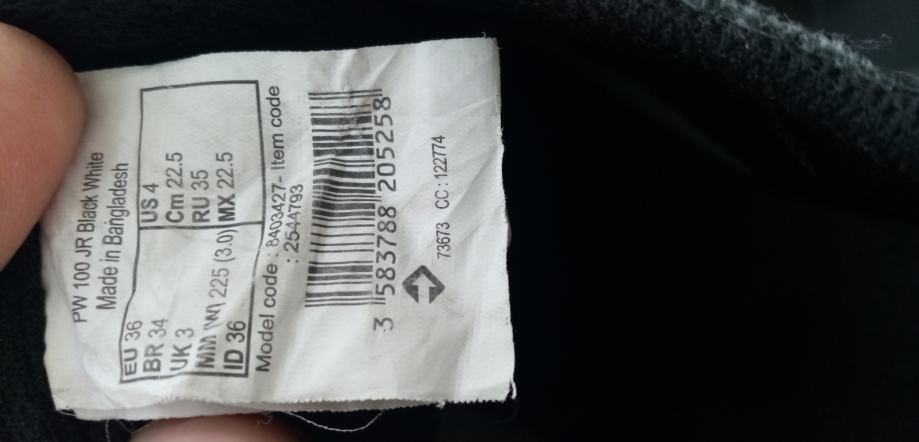 PW 100 JR Black White
Made in Bangladesh
EU 36 US 4
BR 34 Cm 22.5
UK 3 RU 35
MM (W) 225 (3.0) MX 22.5
ID 36
Model code : 8403427- Item code
: 2544793
3 583788 205258
73673 CC:122774